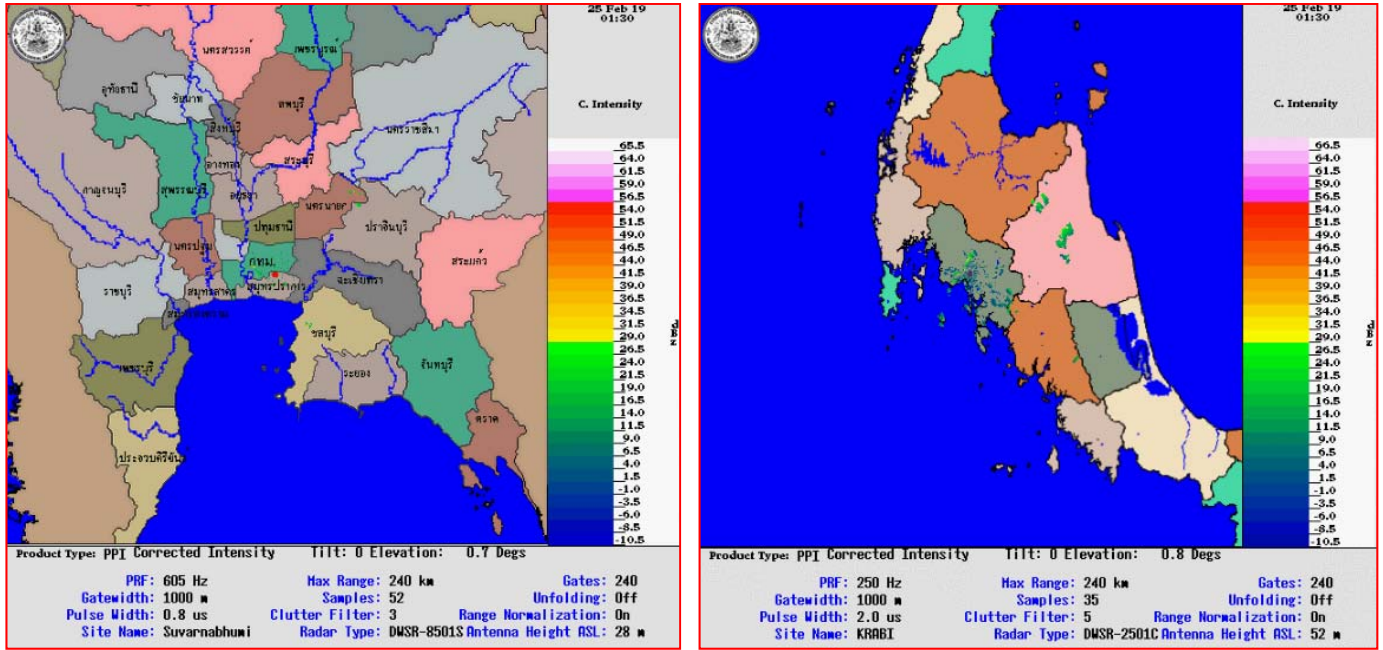 25 Feb 19
01:30
C. Intensity
65.5
64.0
61.5
59.0
56.5
54.0
51.5
49.0
46.5
44.0
41.5
39.0
36.5
34.0
31.5
29.0
26.5
24.0
21.5
19.0
16.5
14.0
11.5
9.0
6.5
4.0
1.5
-1.0
-3.5
-6.0
-8.5
-10.5
นครสวรรค์
เพชรบูรณ์
อุทัยธานี
ชัยนาท
ลพบุรี
สิงหบุรี
นครราชสีมา
อ่างทอง
สระบุรี
กาญจนบุรี
สุพรรณบุรี
อยุธยา
นครนายก
ปราจีนบุรี
ปทุมธานี
นครปฐม
สระแก้ว
กทม.
ราชบุรี
สมุทรสาคร
สมุทรปราการ
ฉะเชิงเทรา
ชลบุรี
เพชรบุรี
ระยอง
จันทบุรี
ตราด
ประจวบคีรีขันธ์
Product Type: PPI Corrected Intensity Tilt: 0 Elevation: 0.7 Degs
PRF: 605 Hz Max Range: 240 km Gates: 240
Gatewidth: 1000 m Samples: 52 Unfolding: Off
Pulse Width: 0.8 us Clutter Filter: 3 Range Normalization: On
Site Name: Suvarnabhumi Radar Type: DWSR-8501S Antenna Height ASL: 28 m
25 Feb 19
01:30
C. Intensity
66.5
64.0
61.5
59.0
56.5
54.0
51.5
49.0
46.5
44.0
41.5
39.0
36.5
34.0
31.5
29.0
26.5
24.0
21.5
19.0
16.5
14.0
11.5
9.0
6.5
4.0
1.5
-1.0
-3.5
-6.0
-8.5
-10.5
Product Type: PPI Corrected Intensity Tilt: 0 Elevation: 0.8 Degs
PRF: 250 Hz Max Range: 240 km Gates: 240
Gatewidth: 1000 m Samples: 35 Unfolding: Off
Pulse Width: 2.0 us Clutter Filter: 5 Range Normalization: On
Site Name: KRABI Radar Type: DWSR-2501C Antenna Height ASL: 52 m